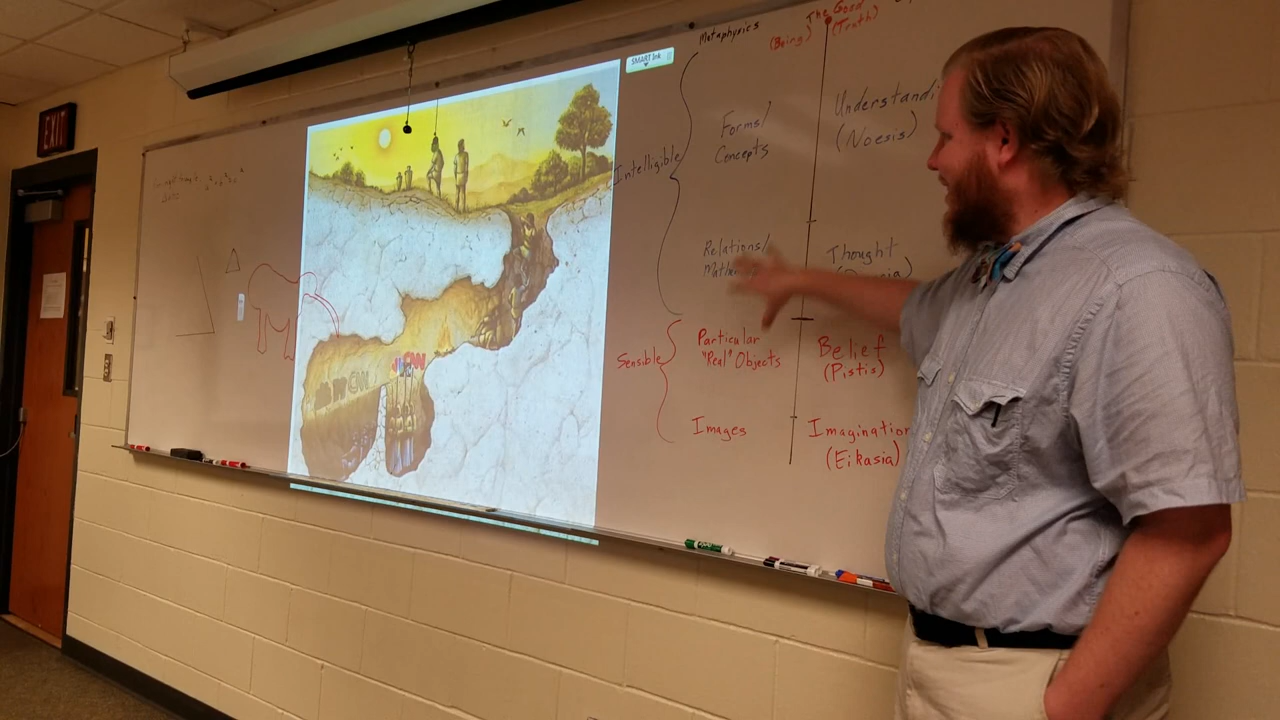 EXIT
SMART Ink
Metaphysics
The Good
(Being) (Truth)
Intelligible
Forms/
Concepts
Understandi
(Noesis)
Relations/
Thought
Sensible
Particular
"Real" Objects
Belief
(Pistis)
Images
Imagination
(Eikasia)
CNN